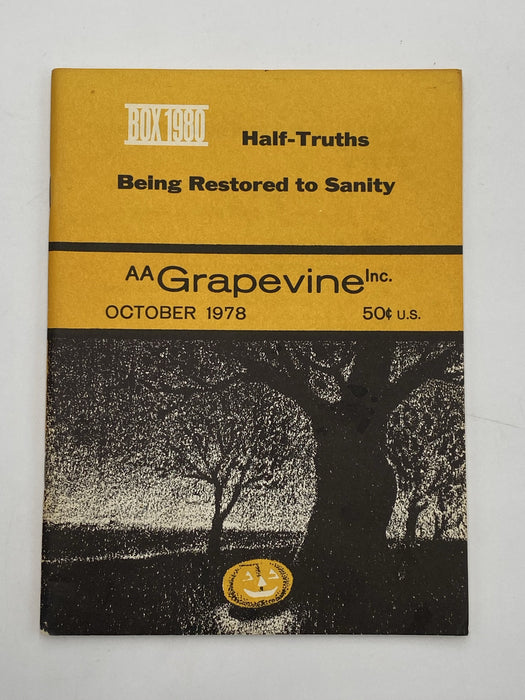 BOX 1980 Half-Truths
Being Restored to Sanity
AA Grapevine Inc.
OCTOBER 1978 50¢ U.S.